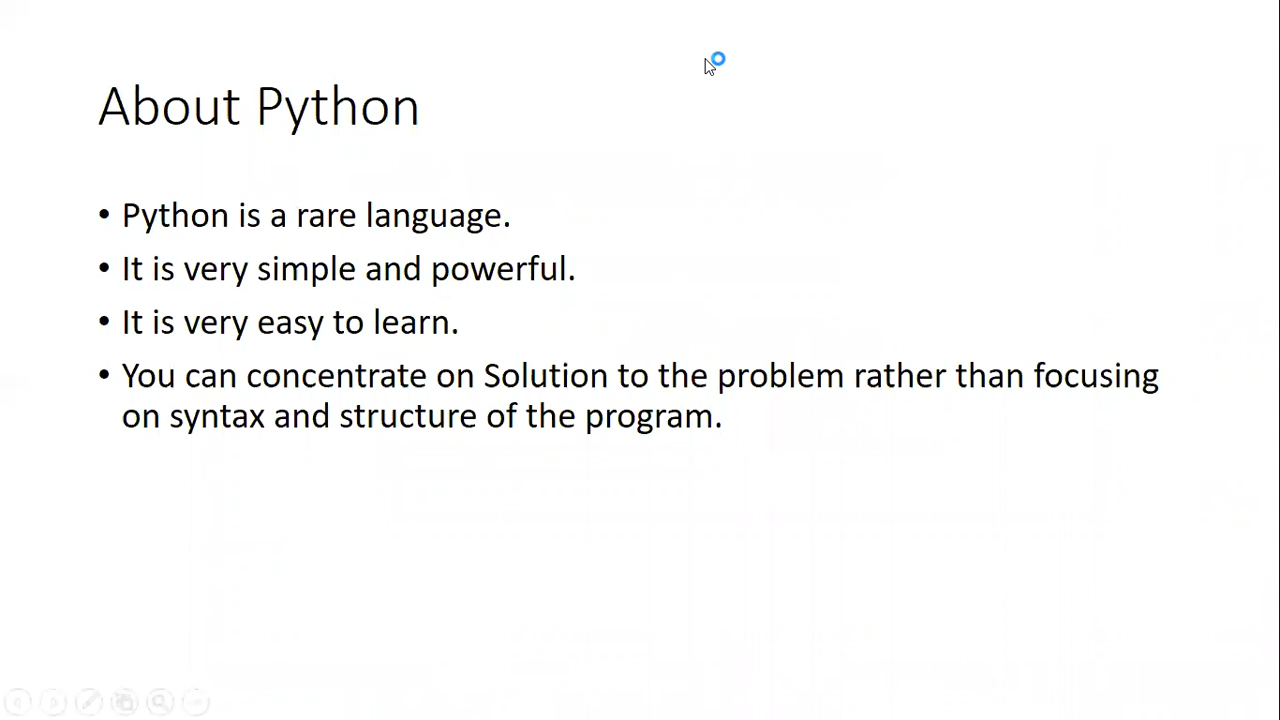 About Python
• Python is a rare language.
• It is very simple and powerful.
• It is very easy to learn.
• You can concentrate on Solution to the problem rather than focusing
on syntax and structure of the program.